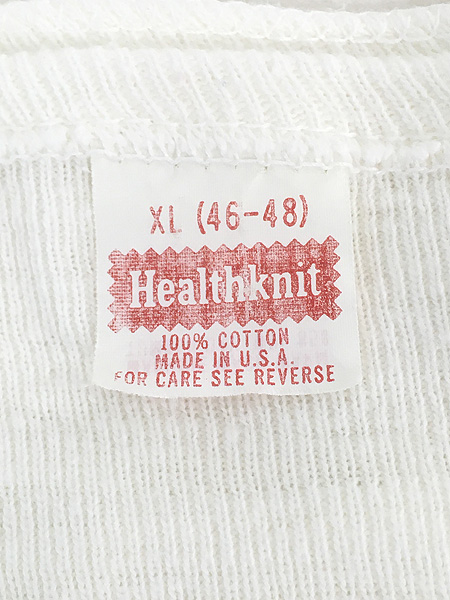 XL (46-48)
Healthknit
100% COTTON
MADE IN U.S.A.
FOR CARE SEE REVERSE